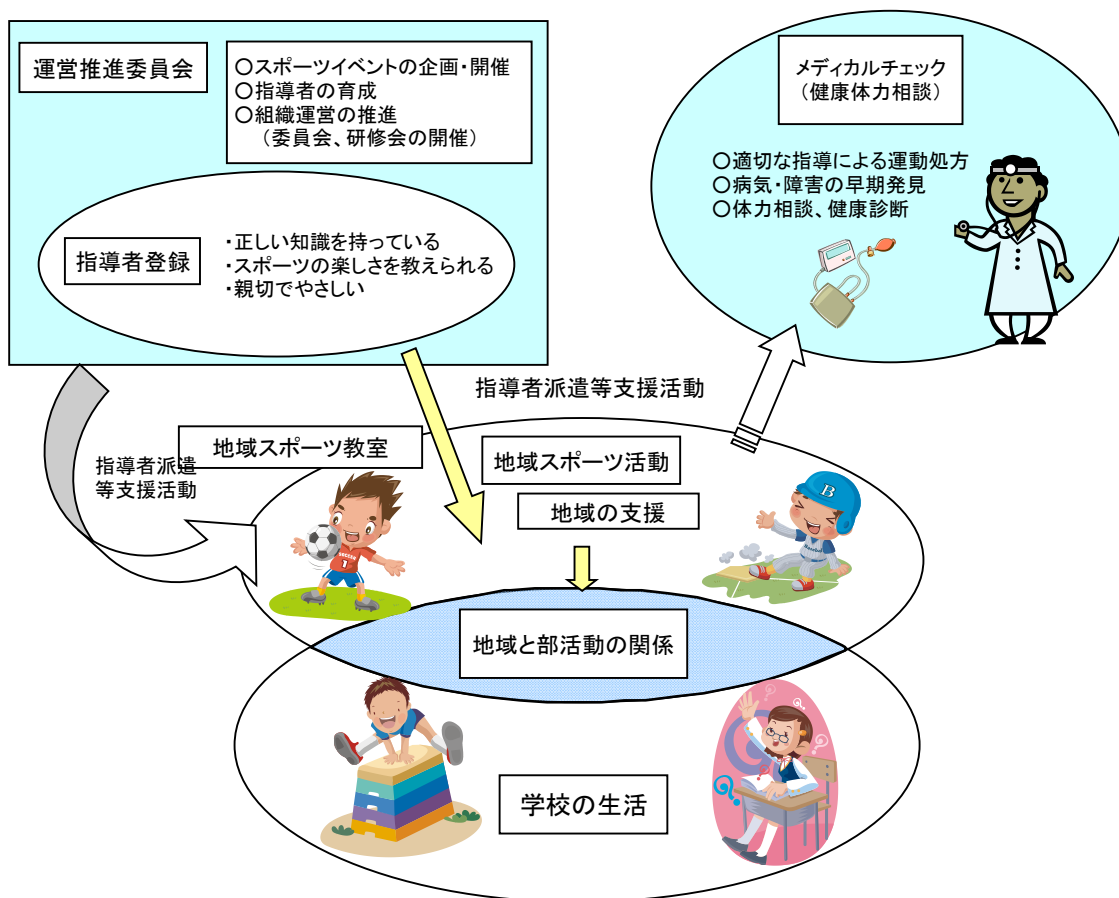 運営推進委員会
○スポーツイベントの企画・開催
○指導者の育成
○組織運営の推進
（委員会、研修会の開催）
指導者登録
・正しい知識を持っている
・スポーツの楽しさを教えられる
・親切でやさしい
メディカルチェック
（健康体力相談）
○適切な指導による運動処方
○病気・障害の早期発見
○体力相談、健康診断
指導者派遣等支援活動
指導者派遣
等支援活動
地域スポーツ教室
地域スポーツ活動
地域の支援
SOCCER
1
B
Baseball
地域と部活動の関係
学校の生活